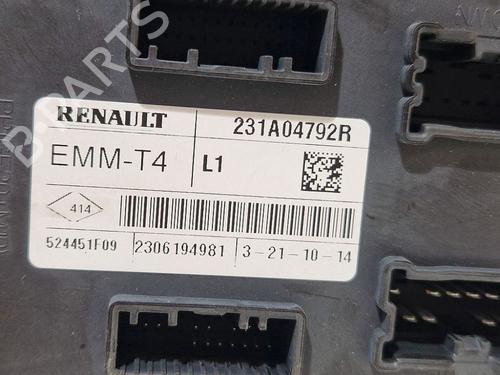 RENAULT 231A04792R
EMM-T4 L1
414
524451F09 2306194981 3-21-10-14
B-PARTS